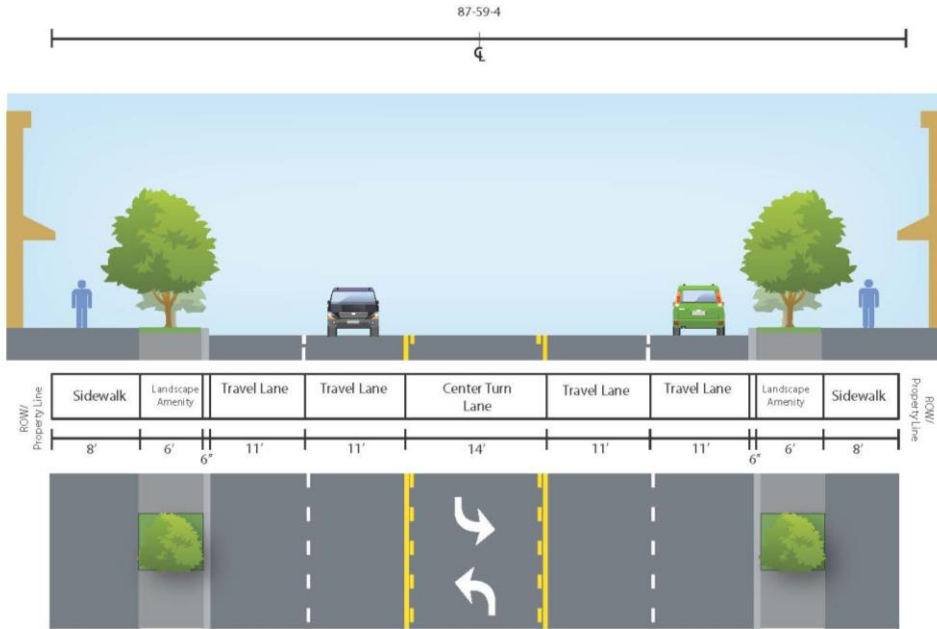 87-59-4
℄
ROW/
Property Line
Sidewalk
Landscape
Amenity
Travel Lane
Travel Lane
Center Turn
Lane
Travel Lane
Travel Lane
Landscape
Amenity
Sidewalk
ROW/
Property Line
8’
6’
6”
11’
11’
14’
11’
11’
6”
6’
8’